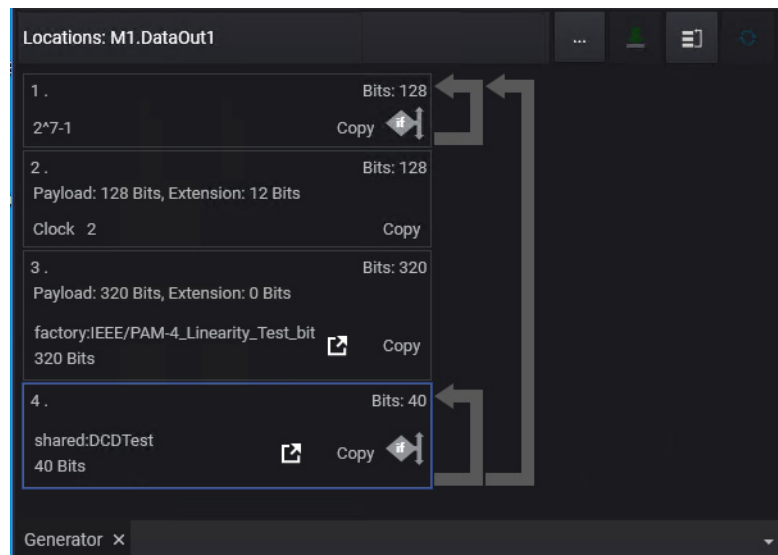 Locations: M1.DataOut1
...
1 .
Bits: 128
2^7-1
Copy
if
2 .
Bits: 128
Payload: 128 Bits, Extension: 12 Bits
Clock 2
Copy
3 .
Bits: 320
Payload: 320 Bits, Extension: 0 Bits
factory:IEEE/PAM-4_Linearity_Test_bit
320 Bits
Copy
4 .
Bits: 40
shared:DCDTest
40 Bits
Copy
if
Generator ×